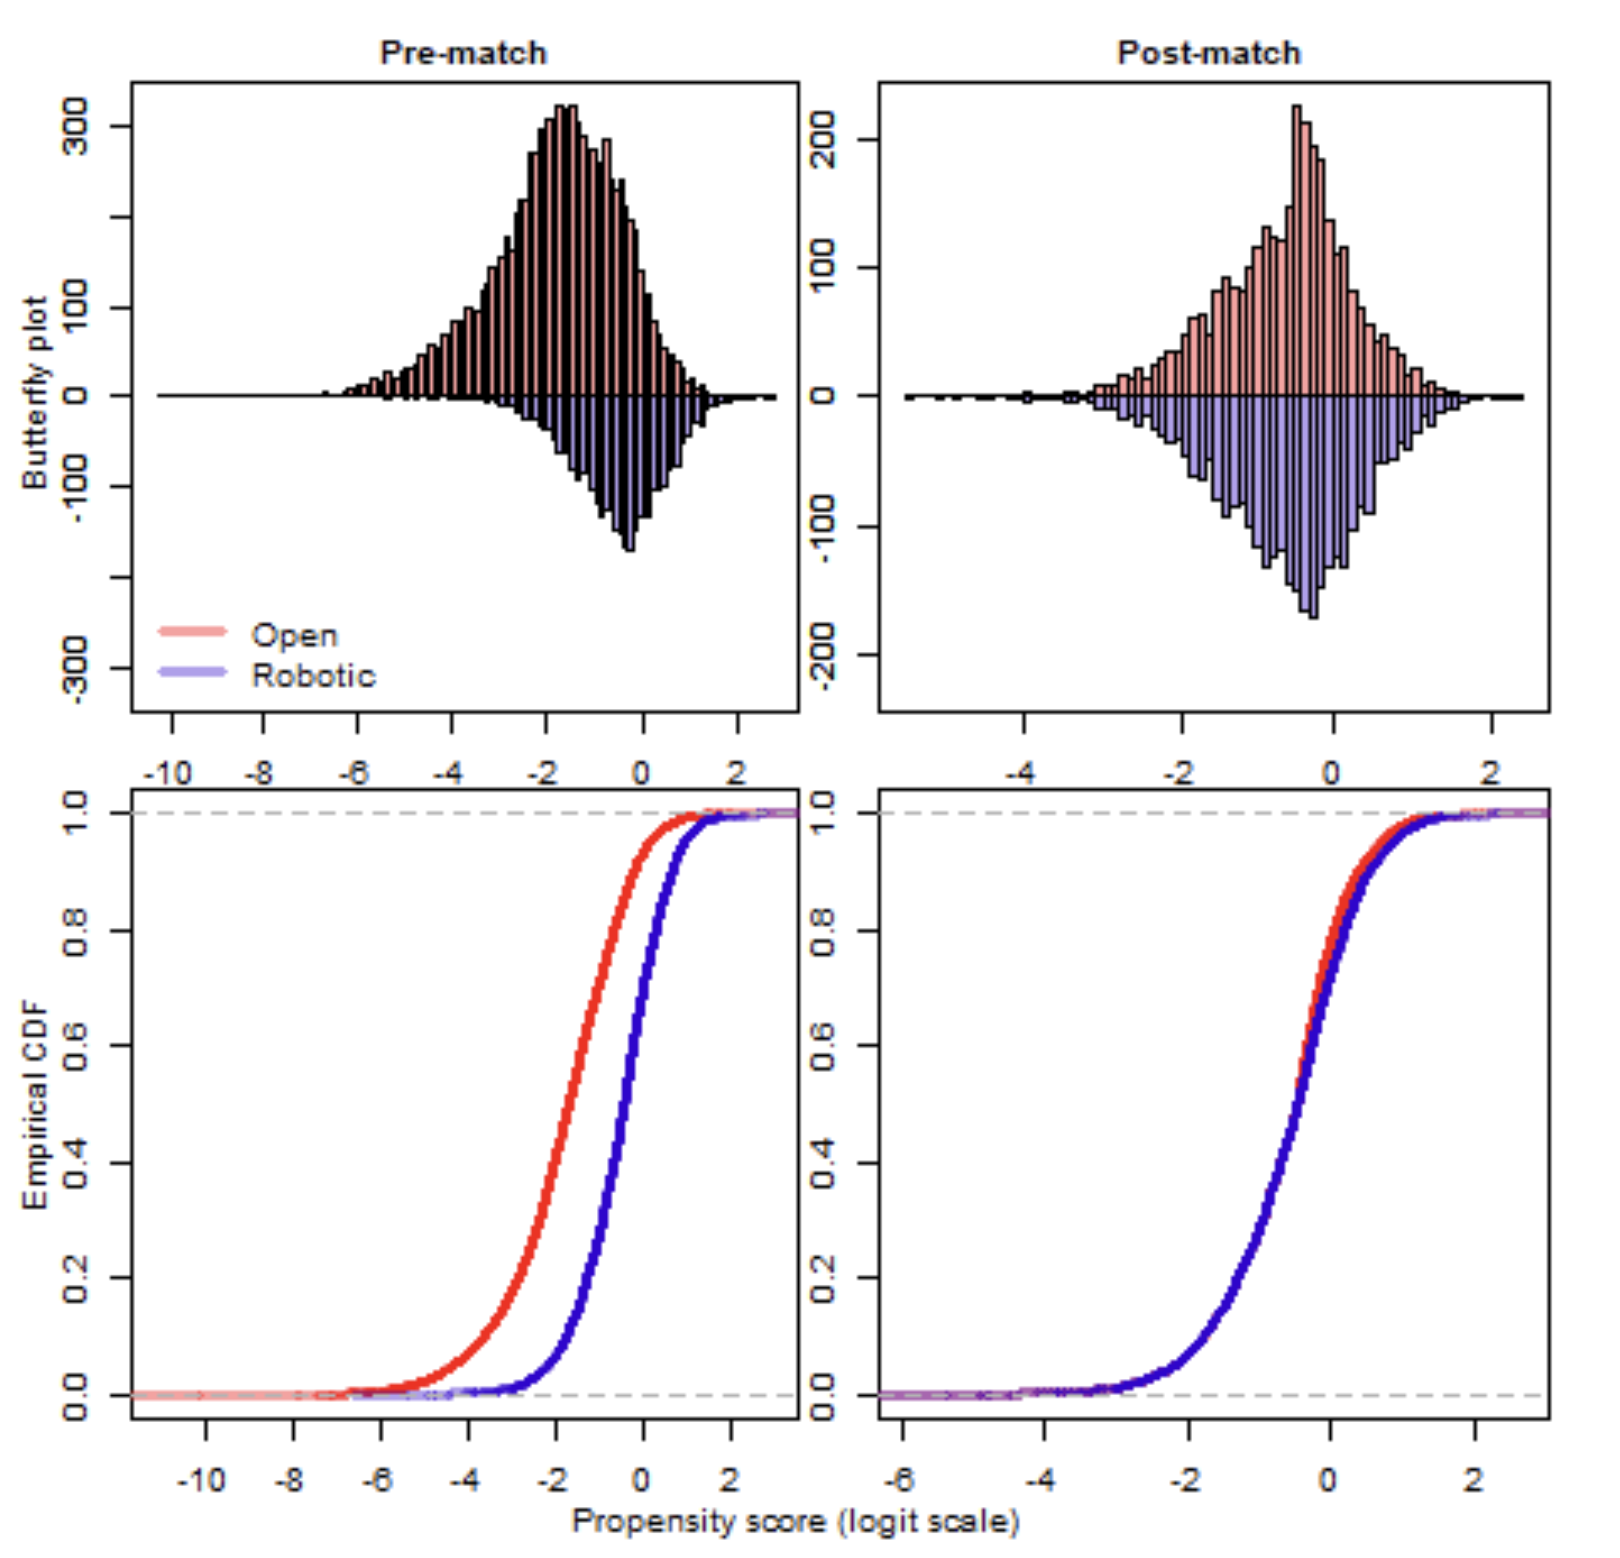 Pre-match
Post-match
Butterfly plot
300
100
0
-100
-300
200
100
0
-100
-200
Open
Robotic
-10 -8 -6 -4 -2 0 2
-4 -2 0 2
Empirical CDF
1.0
0.8
0.6
0.4
0.2
0.0
1.0
0.8
0.6
0.4
0.2
0.0
-10 -8 -6 -4 -2 0 2
-6 -4 -2 0 2
Propensity score (logit scale)